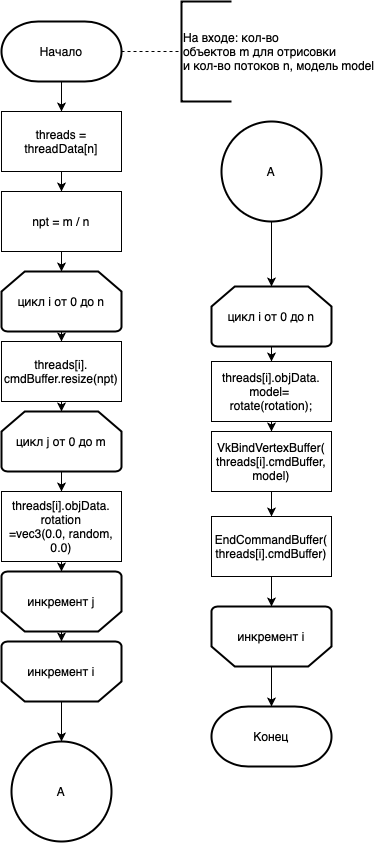 Начало
На входе: кол-во
объектов m для отрисовки
и кол-во потоков n, модель model
threads =
threadData[n]
npt = m / n
цикл i от 0 до n
threads[i].
cmdBuffer.resize(npt)
цикл j от 0 до m
threads[i].objData.
rotation
=vec3(0.0, random,
0.0)
инкремент j
инкремент i
A
A
цикл i от 0 до n
threads[i].objData.
model=
rotate(rotation);
VkBindVertexBuffer(
threads[i].cmdBuffer,
model)
EndCommandBuffer(
threads[i].cmdBuffer)
инкремент i
Конец